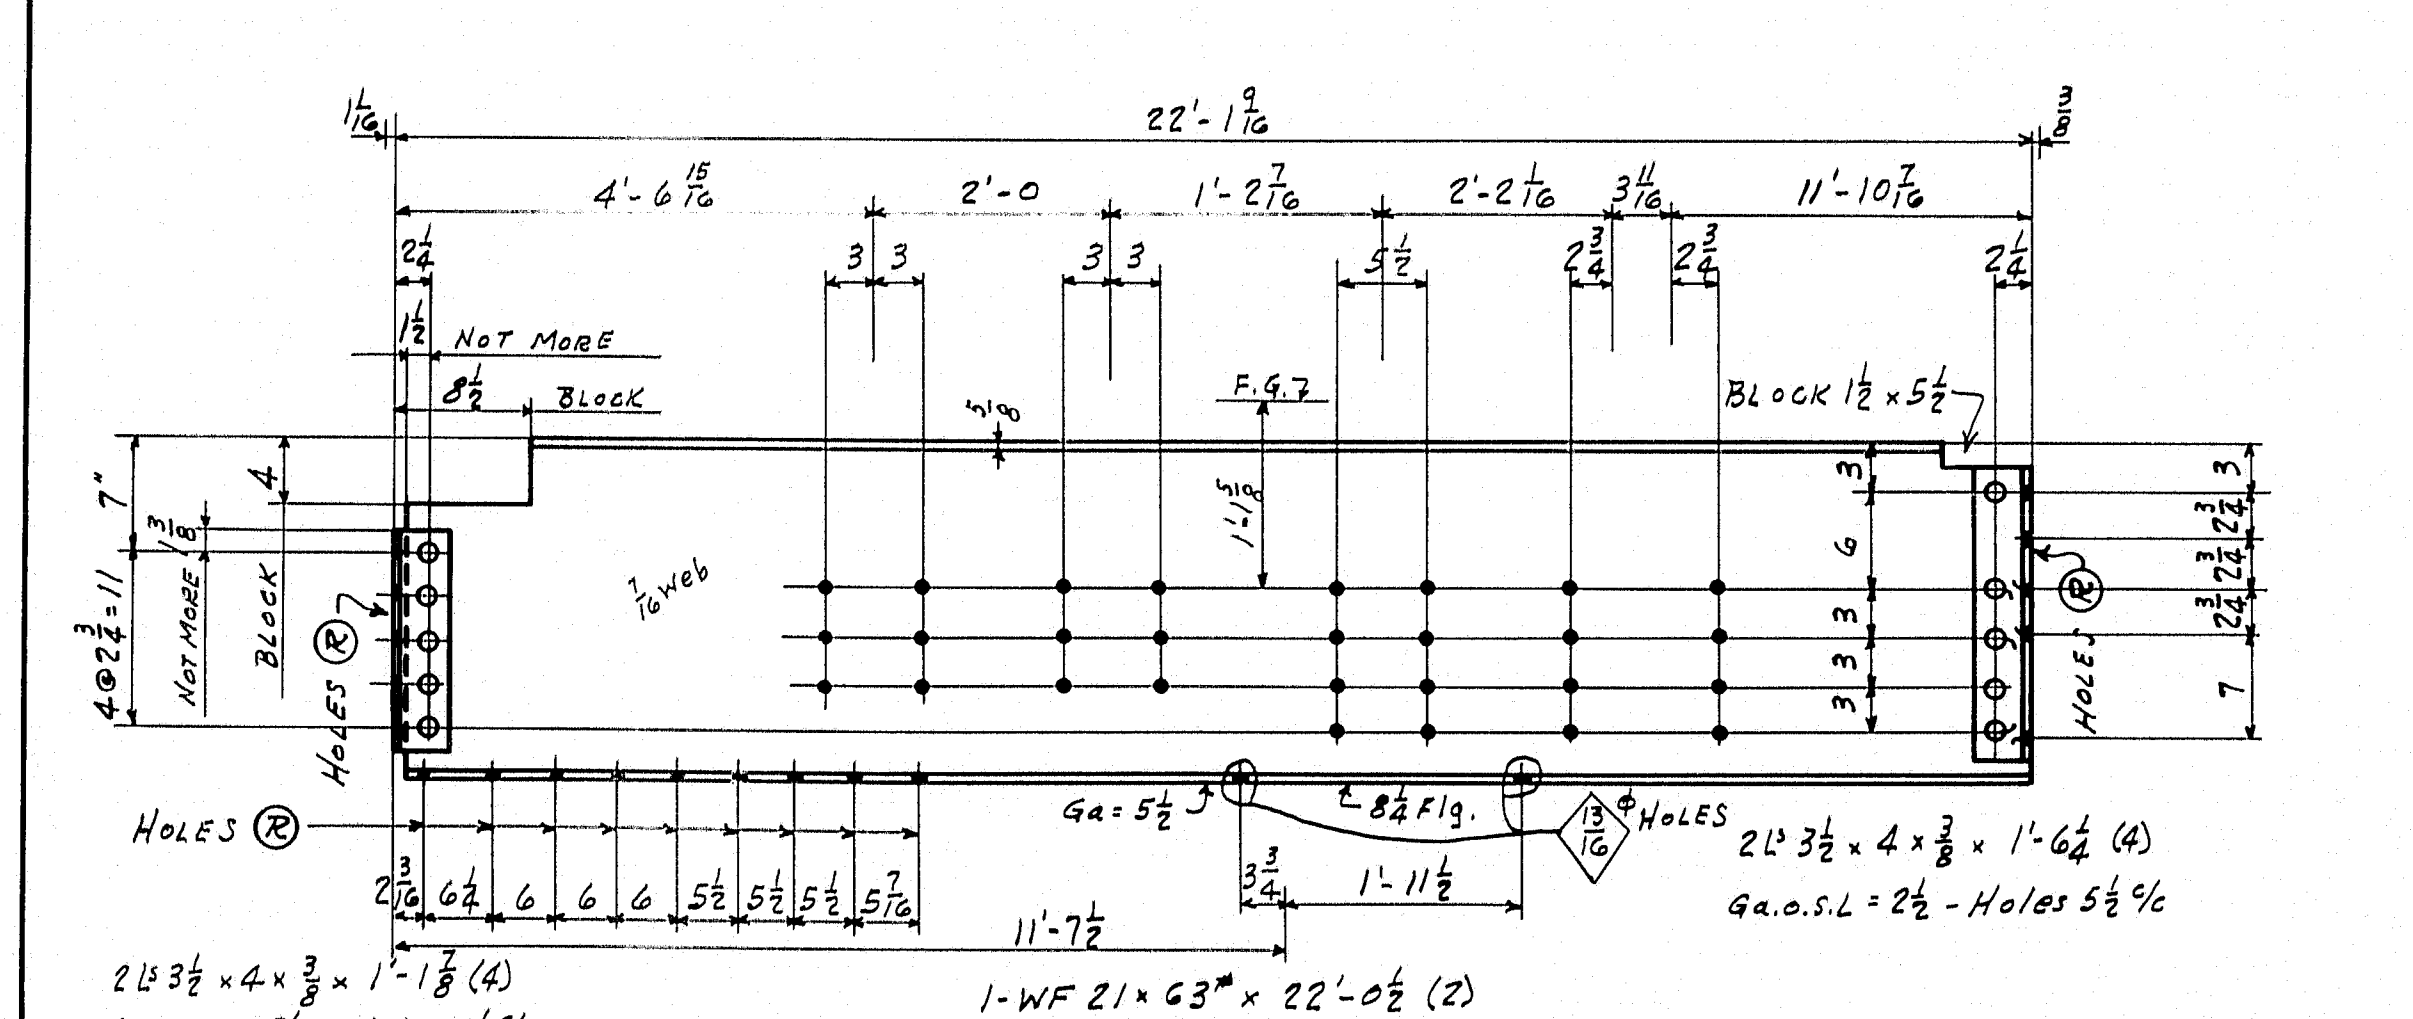 1 1/16
22'-1 9/16
3/8
4'-6 15/16
2'-0
1'-2 7/16
2'-2 1/16
3 11/16
11'-10 7/16
2 1/4
3 3
3 3
5 1/2
2 3/4
2 3/4
2 1/4
1 1/2 NOT MORE
8 1/2 BLOCK
5/8
F.G.7
BLOCK 1 1/2 x 5 1/2
7"
4
1 3/8
NOT MORE
BLOCK
4@2 3/4=11
HOLES R
7/16 web
1'-1 5/8
3
6
3
3
3
3
2 3/4
2 3/4
2 3/4
7
HOLES R
HOLES R
Ga = 5 1/2
8 1/4 Flg.
13/16 φ HOLES
2 3/16
6 1/4
6
6
6
5 1/2
5 1/2
5 1/2
5 7/16
3 3/4
1'-11 1/2
11'-7 1/2
2 Ls 3 1/2 x 4 x 3/8 x 1'-6 1/4 (4)
Ga.o.s.L = 2 1/2 - Holes 5 1/2 c/c
2 Ls 3 1/2 x 4 x 3/8 x 1'-1 7/8 (4)
1-WF 21 x 63# x 22'-0 1/2 (2)